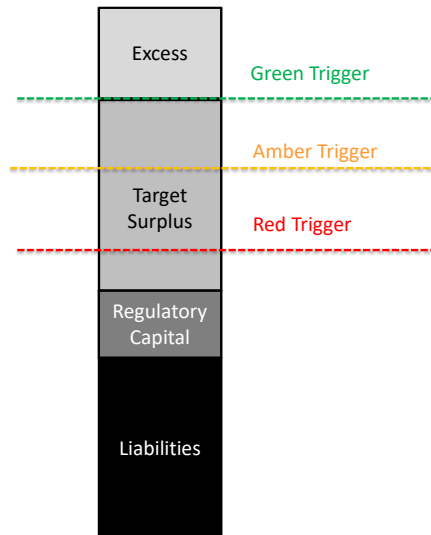 Excess
Green Trigger
Amber Trigger
Target
Surplus
Red Trigger
Regulatory
Capital
Liabilities